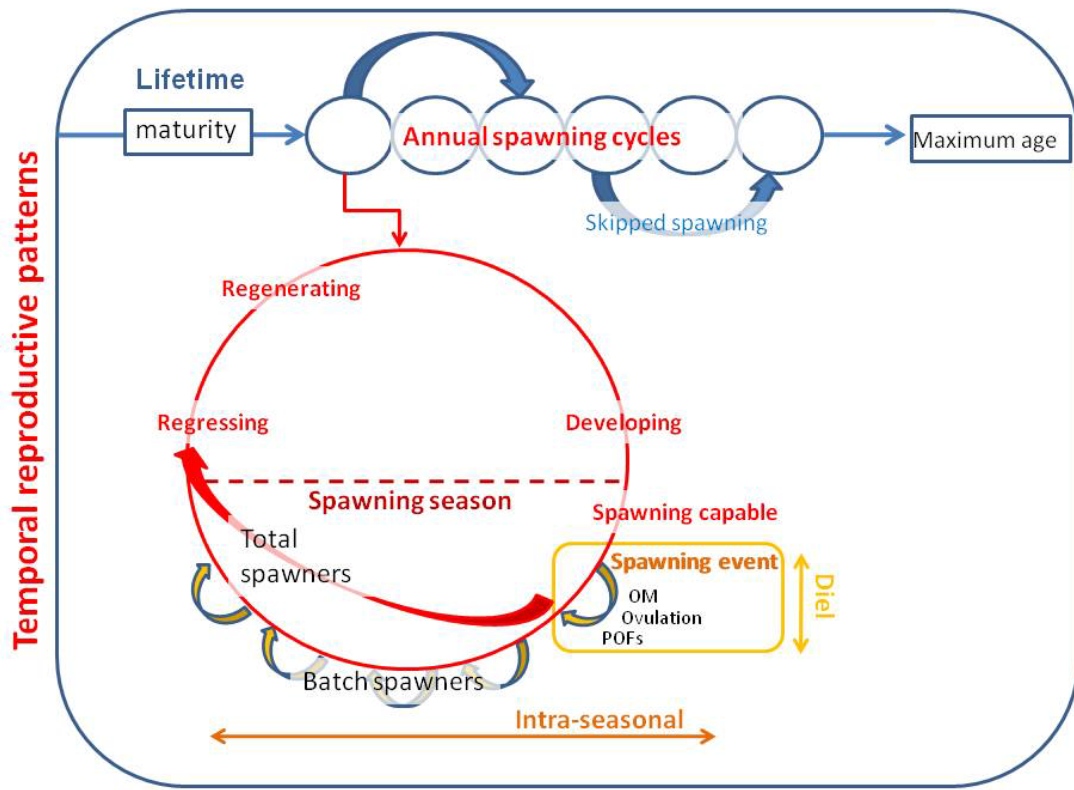 Temporal reproductive patterns
Lifetime
maturity
Annual spawning cycles
Maximum age
Skipped spawning
Regenerating
Regressing
Developing
Spawning season
Spawning capable
Total
spawners
Spawning event
OM
Ovulation
POFs
Diel
Batch spawners
Intra-seasonal